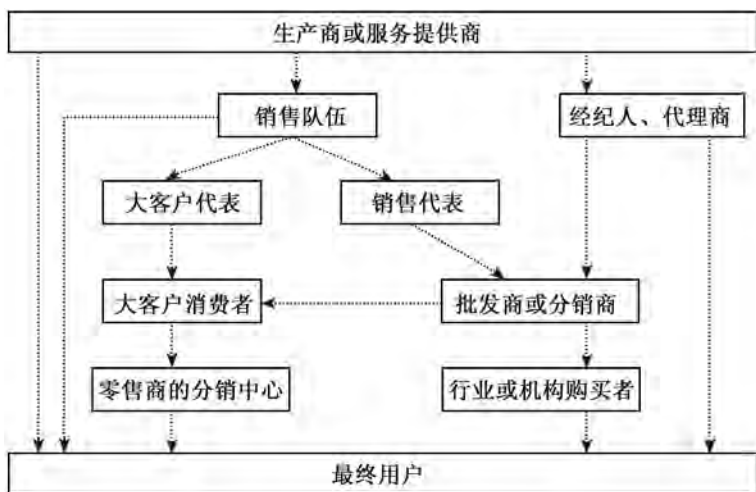 生产商或服务提供商
销售队伍
经纪人、代理商
大客户代表
销售代表
大客户消费者
批发商或分销商
零售商的分销中心
行业或机构购买者
最终用户